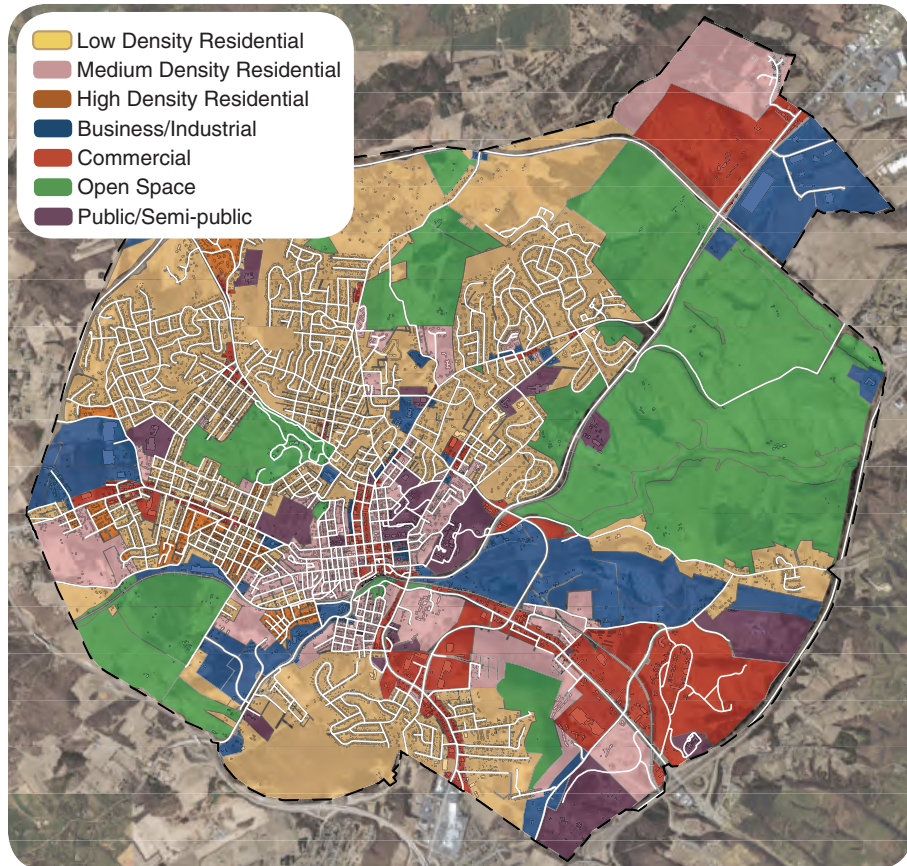 Low Density Residential
Medium Density Residential
High Density Residential
Business/Industrial
Commercial
Open Space
Public/Semi-public